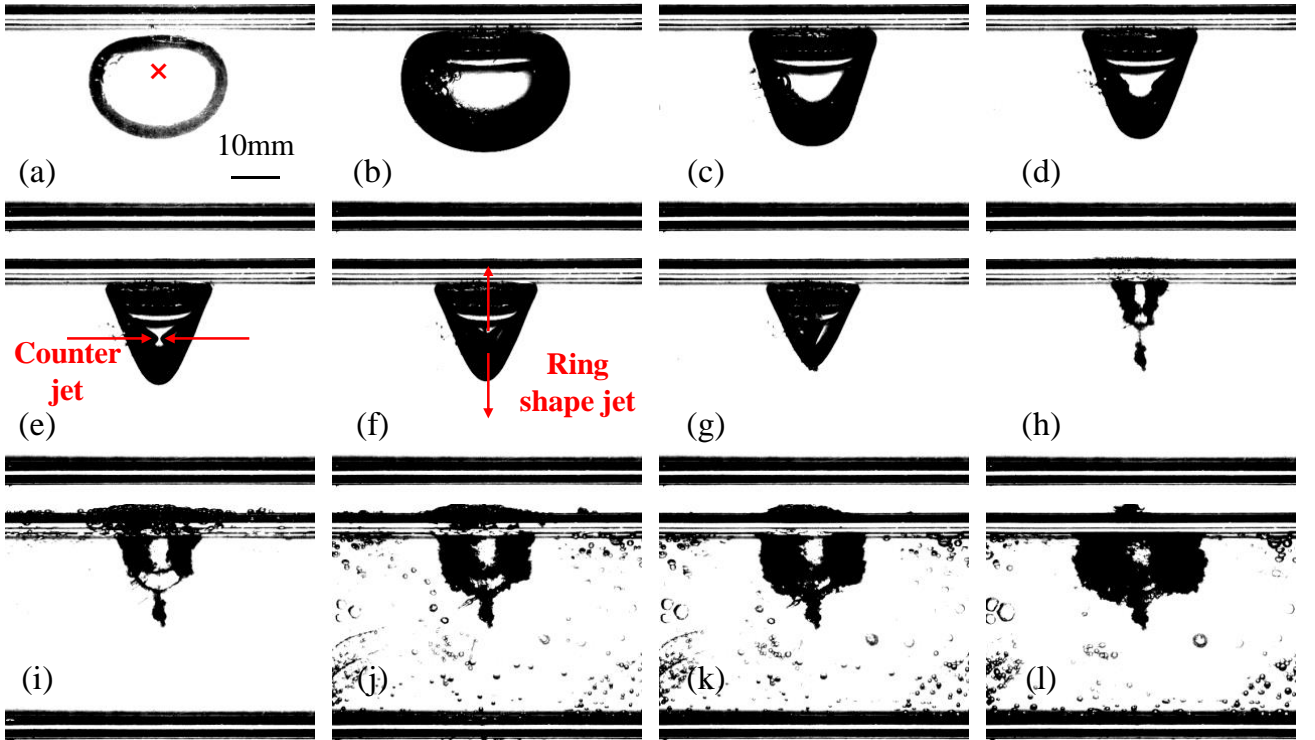 ×
10mm
(a)
(b)
(c)
(d)
Counter
jet
Ring
shape jet
(e)
(f)
(g)
(h)
(i)
(j)
(k)
(l)